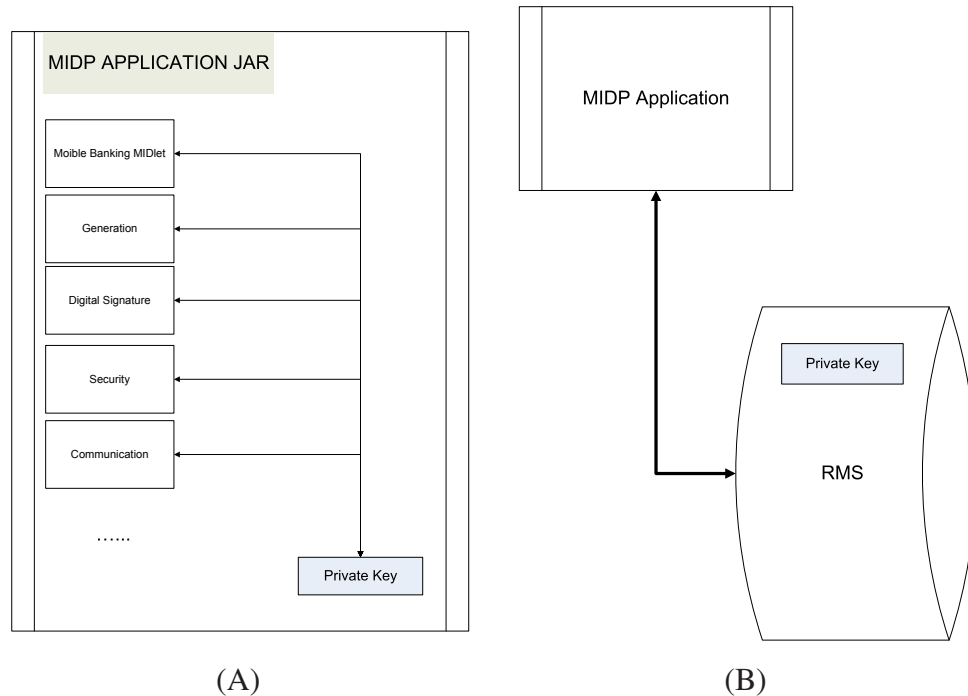 MIDP APPLICATION JAR
Moible Banking MIDlet
Generation
Digital Signature
Security
Communication
......
Private Key
(A)
MIDP Application
Private Key
RMS
(B)